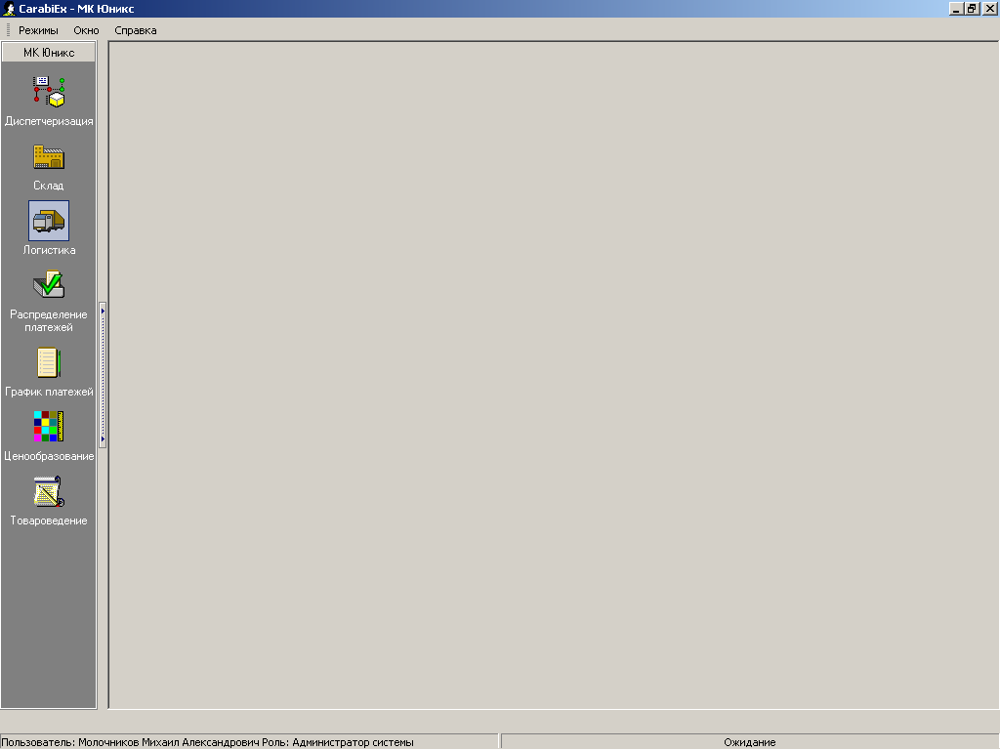 CarabiEx - МК Юникс
Режимы Окно Справка
МК Юникс
Диспетчеризация
Склад
Логистика
Распределение
платежей
График платежей
Ценообразование
Товароведение
Пользователь: Молочников Михаил Александрович Роль: Администратор системы
Ожидание